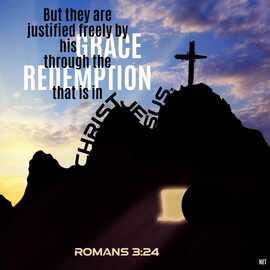 But they are
justified freely by
his GRACE
through the
REDEMPTION
that is in
CHRIST JESUS.
ROMANS 3:24
NET